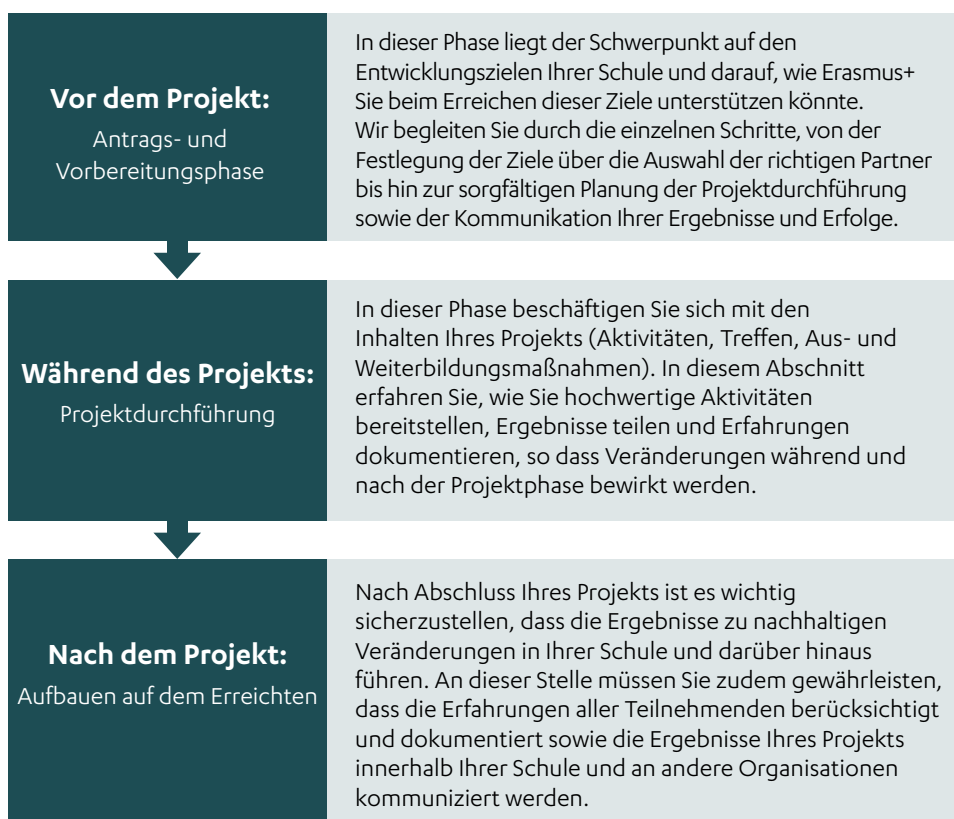 Vor dem Projekt:
Antrags- und
Vorbereitungsphase
In dieser Phase liegt der Schwerpunkt auf den
Entwicklungszielen Ihrer Schule und darauf, wie Erasmus+
Sie beim Erreichen dieser Ziele unterstützen könnte.
Wir begleiten Sie durch die einzelnen Schritte, von der
Festlegung der Ziele über die Auswahl der richtigen Partner
bis hin zur sorgfältigen Planung der Projektdurchführung
sowie der Kommunikation Ihrer Ergebnisse und Erfolge.
Während des Projekts:
Projektdurchführung
In dieser Phase beschäftigen Sie sich mit den
Inhalten Ihres Projekts (Aktivitäten, Treffen, Aus- und
Weiterbildungsmaßnahmen). In diesem Abschnitt
erfahren Sie, wie Sie hochwertige Aktivitäten
bereitstellen, Ergebnisse teilen und Erfahrungen
dokumentieren, so dass Veränderungen während und
nach der Projektphase bewirkt werden.
Nach dem Projekt:
Aufbauen auf dem Erreichten
Nach Abschluss Ihres Projekts ist es wichtig
sicherzustellen, dass die Ergebnisse zu nachhaltigen
Veränderungen in Ihrer Schule und darüber hinaus
führen. An dieser Stelle müssen Sie zudem gewährleisten,
dass die Erfahrungen aller Teilnehmenden berücksichtigt
und dokumentiert sowie die Ergebnisse Ihres Projekts
innerhalb Ihrer Schule und an andere Organisationen
kommuniziert werden.